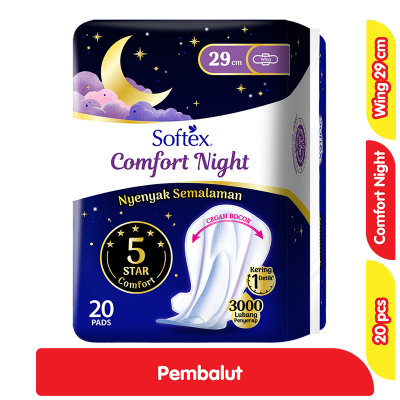 29 cm
Wing
Softex®
Comfort Night
Nyenyak Semalaman
CEGAH BOCOR
5
STAR
Comfort
Kering
1 Detik*
3000
Lubang
Penyerap
20
PADS
Wing 29 cm
Comfort Night
20 pcs
Pembalut